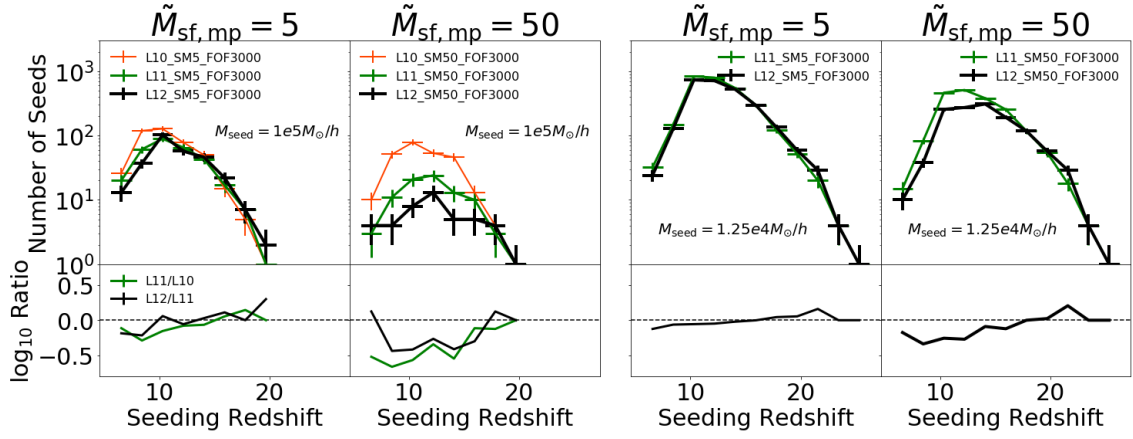 M̃sf, mp = 5
M̃sf, mp = 50
M̃sf, mp = 5
M̃sf, mp = 50
Number of Seeds
10³
10²
10¹
10⁰
L10_SM5_FOF3000
L11_SM5_FOF3000
L12_SM5_FOF3000
Mseed = 1e5M⊙/h
L10_SM50_FOF3000
L11_SM50_FOF3000
L12_SM50_FOF3000
Mseed = 1e5M⊙/h
L11_SM5_FOF3000
L12_SM5_FOF3000
Mseed = 1.25e4M⊙/h
L11_SM50_FOF3000
L12_SM50_FOF3000
Mseed = 1.25e4M⊙/h
log₁₀ Ratio
0.5
0.0
−0.5
L11/L10
L12/L11
10 20
10 20
10 20
10 20
Seeding Redshift
Seeding Redshift
Seeding Redshift
Seeding Redshift